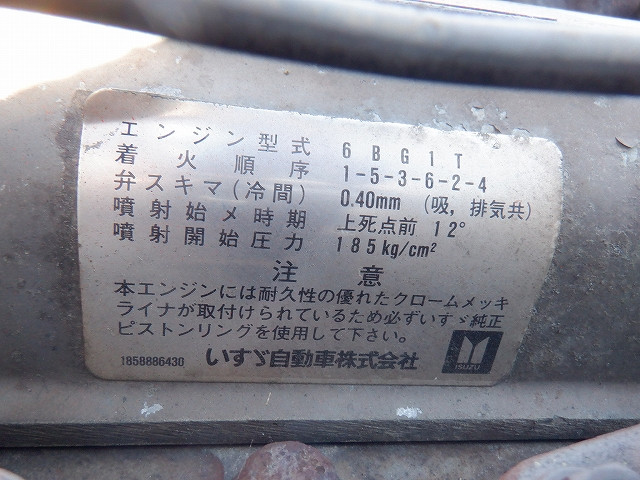 エンジン型式 6BG1T
着火順序 1-5-3-6-2-4
弁スキマ(冷間) 0.40mm (吸,排気共)
噴射始メ時期 上死点前 12°
噴射開始圧力 185kg/cm²
注意
本エンジンには耐久性の優れたクロームメッキ
ライナが取付けられているため必ずいすゞ純正
ピストンリングを使用して下さい。
1858886430 いすゞ自動車株式会社 ISUZU